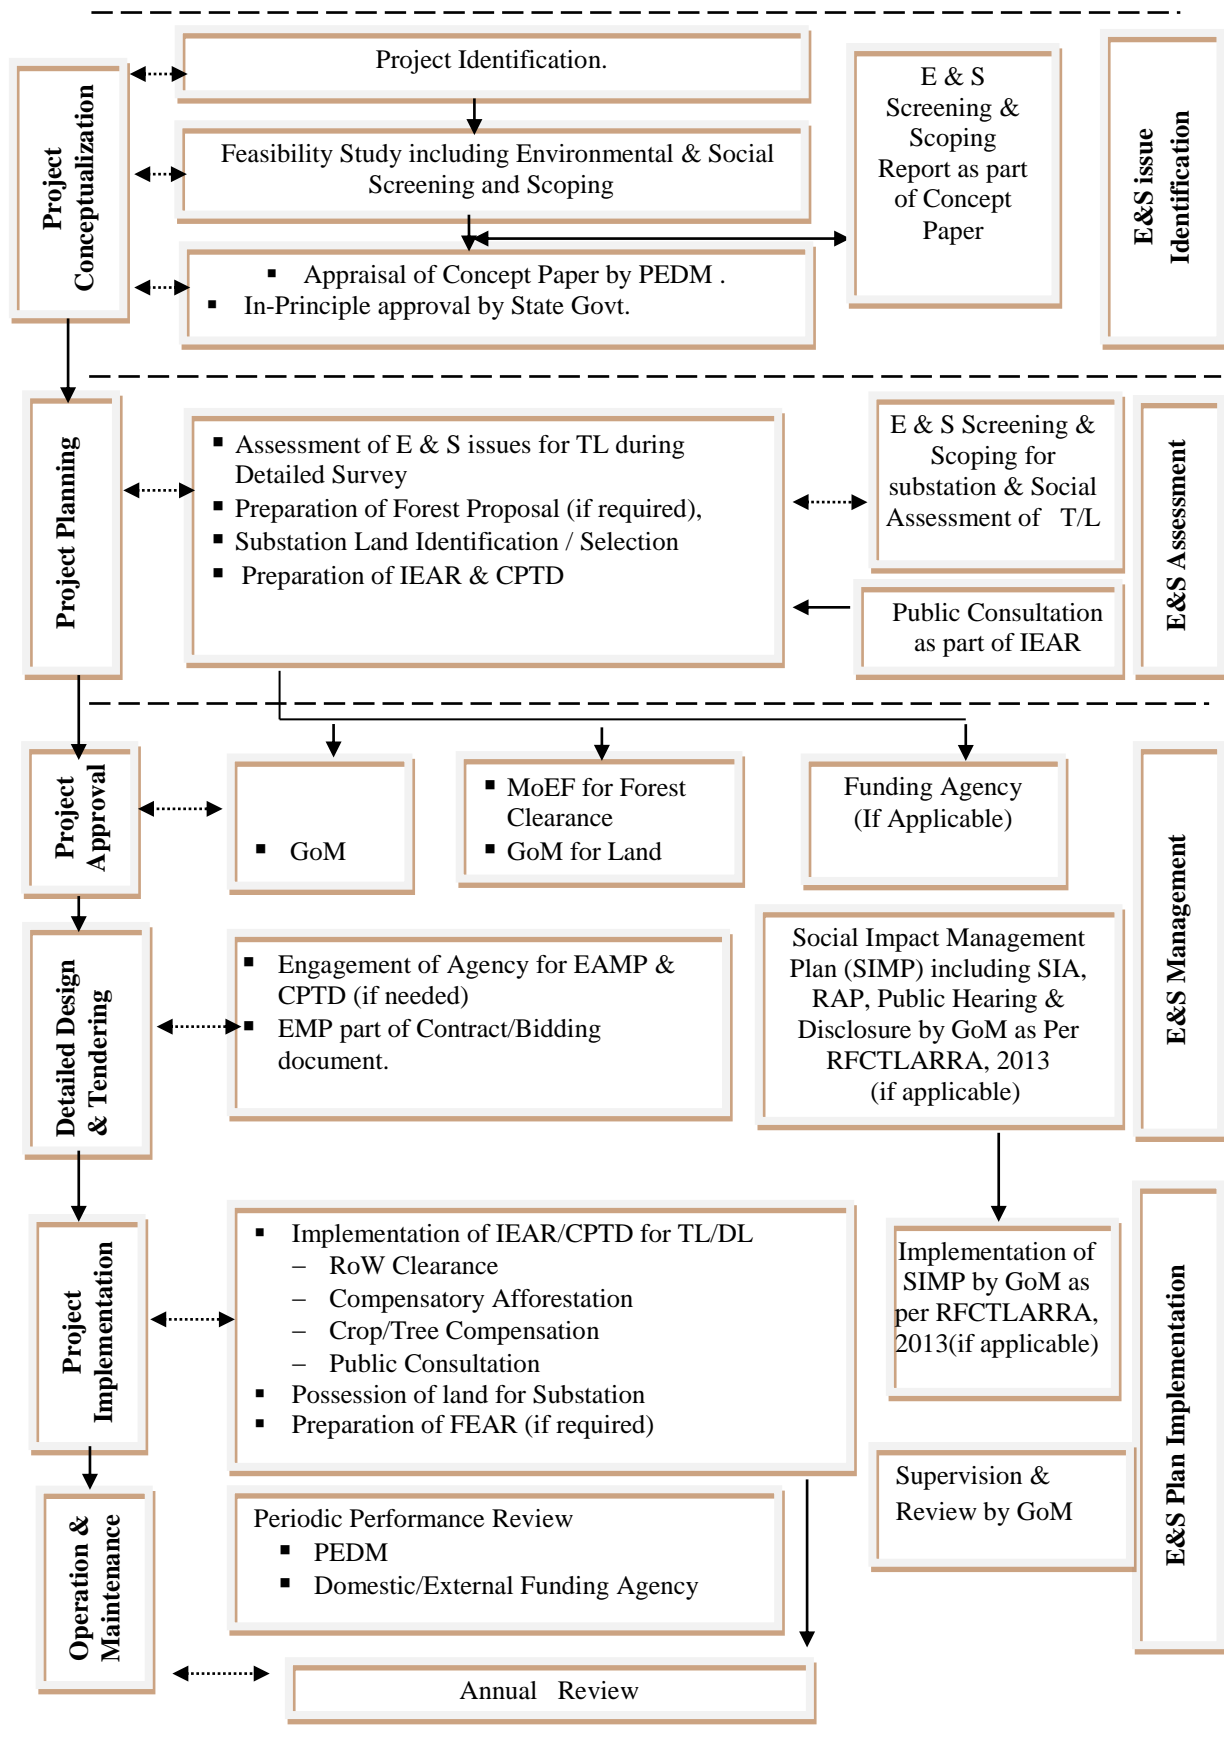 Project
Conceptualization
Project Identification.
Feasibility Study including Environmental & Social
Screening and Scoping
▪ Appraisal of Concept Paper by PEDM .
▪ In-Principle approval by State Govt.
E & S
Screening &
Scoping
Report as part
of Concept
Paper
E&S issue
Identification
Project Planning
▪ Assessment of E & S issues for TL during
Detailed Survey
▪ Preparation of Forest Proposal (if required),
▪ Substation Land Identification / Selection
▪ Preparation of IEAR & CPTD
E & S Screening &
Scoping for
substation & Social
Assessment of T/L
Public Consultation
as part of IEAR
E&S Assessment
Project
Approval
▪ GoM
▪ MoEF for Forest
Clearance
▪ GoM for Land
Funding Agency
(If Applicable)
E&S Management
Detailed Design
& Tendering
▪ Engagement of Agency for EAMP &
CPTD (if needed)
▪ EMP part of Contract/Bidding
document.
Social Impact Management
Plan (SIMP) including SIA,
RAP, Public Hearing &
Disclosure by GoM as Per
RFCTLARRA, 2013
(if applicable)
Project
Implementation
▪ Implementation of IEAR/CPTD for TL/DL
– RoW Clearance
– Compensatory Afforestation
– Crop/Tree Compensation
– Public Consultation
▪ Possession of land for Substation
▪ Preparation of FEAR (if required)
Implementation of
SIMP by GoM as
per RFCTLARRA,
2013(if applicable)
E&S Plan Implementation
Supervision &
Review by GoM
Operation &
Maintenance
Periodic Performance Review
▪ PEDM
▪ Domestic/External Funding Agency
Annual Review